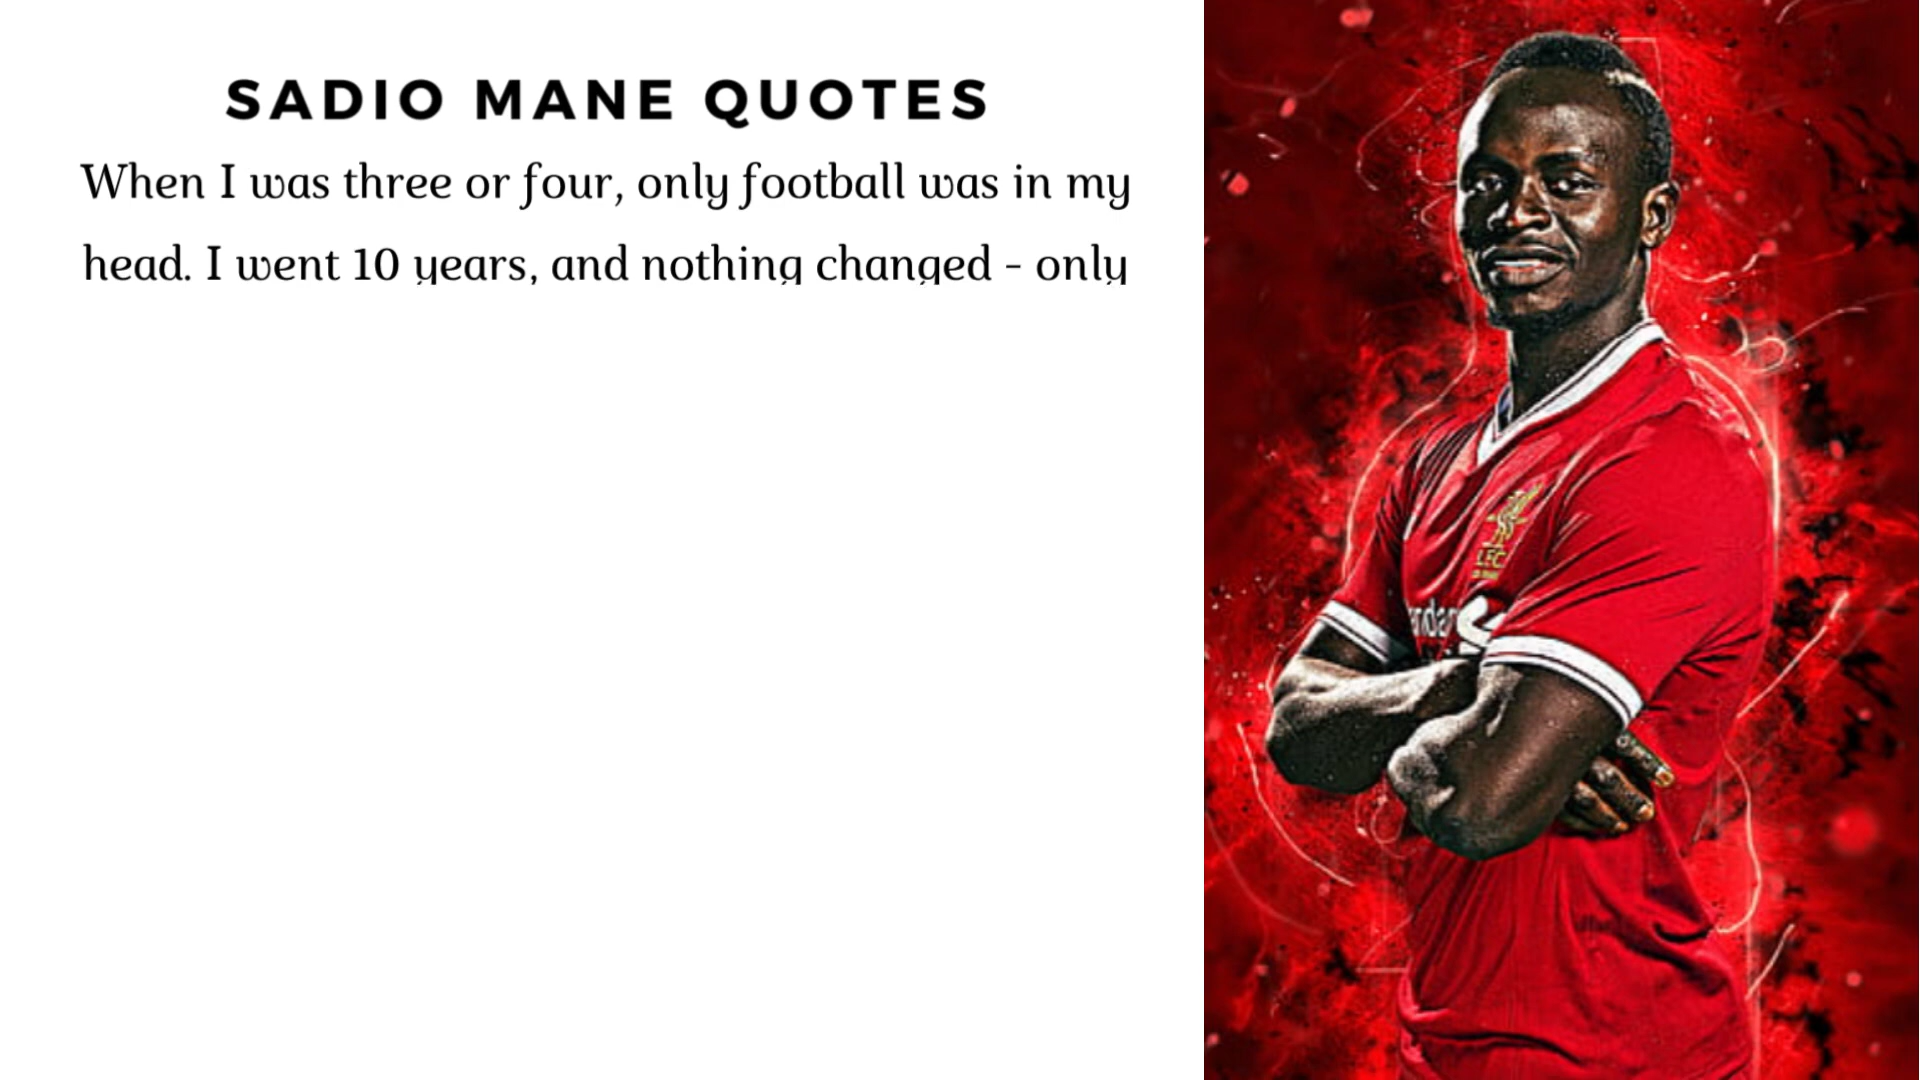 SADIO MANE QUOTES
When I was three or four, only football was in my
head. I went 10 years, and nothing changed - only
L.F.C